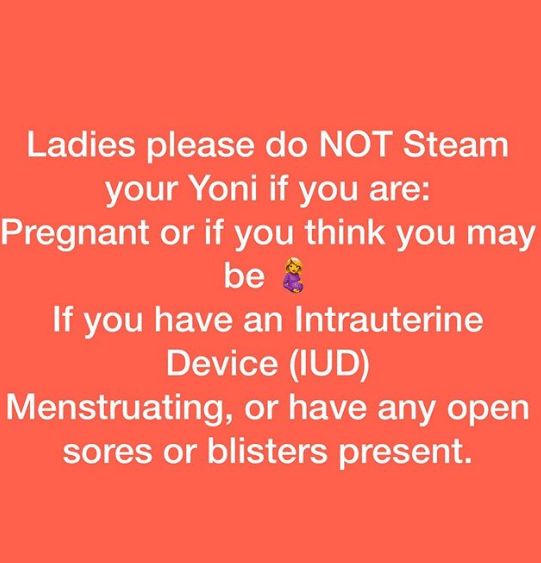 Ladies please do NOT Steam
your Yoni if you are:
Pregnant or if you think you may
be 🤰
If you have an Intrauterine
Device (IUD)
Menstruating, or have any open
sores or blisters present.